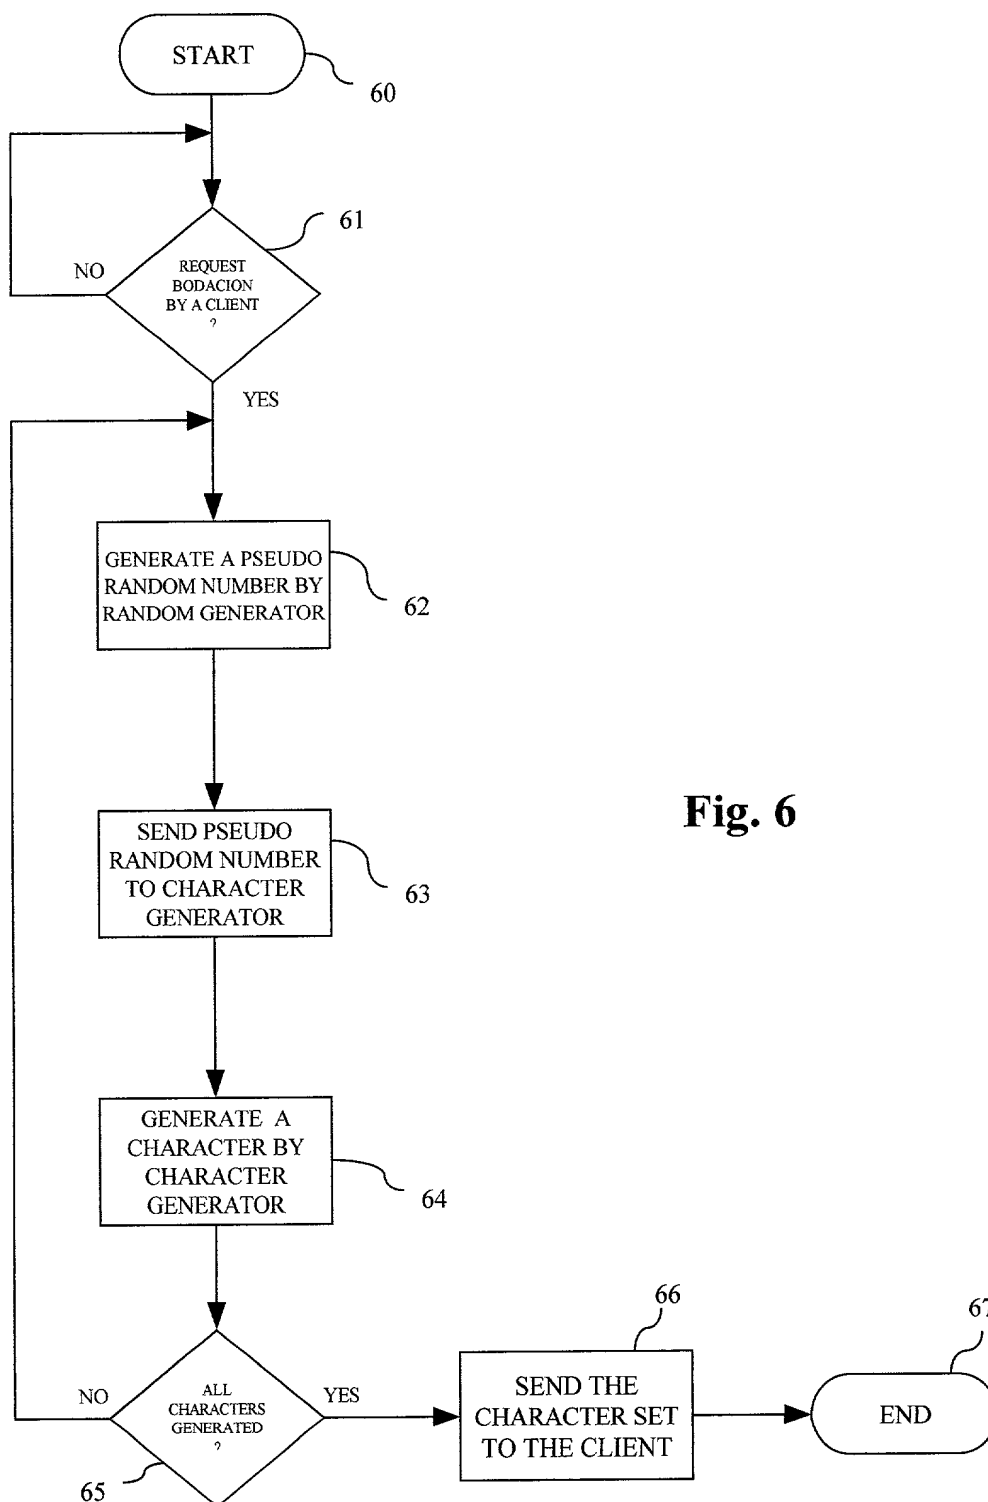 START
60
61
REQUEST
BODACION
BY A CLIENT
?
NO
YES
GENERATE A PSEUDO
RANDOM NUMBER BY
RANDOM GENERATOR
62
SEND PSEUDO
RANDOM NUMBER
TO CHARACTER
GENERATOR
63
Fig. 6
GENERATE A
CHARACTER BY
CHARACTER
GENERATOR
64
ALL
CHARACTERS
GENERATED
?
NO
YES
65
66
SEND THE
CHARACTER SET
TO THE CLIENT
67
END